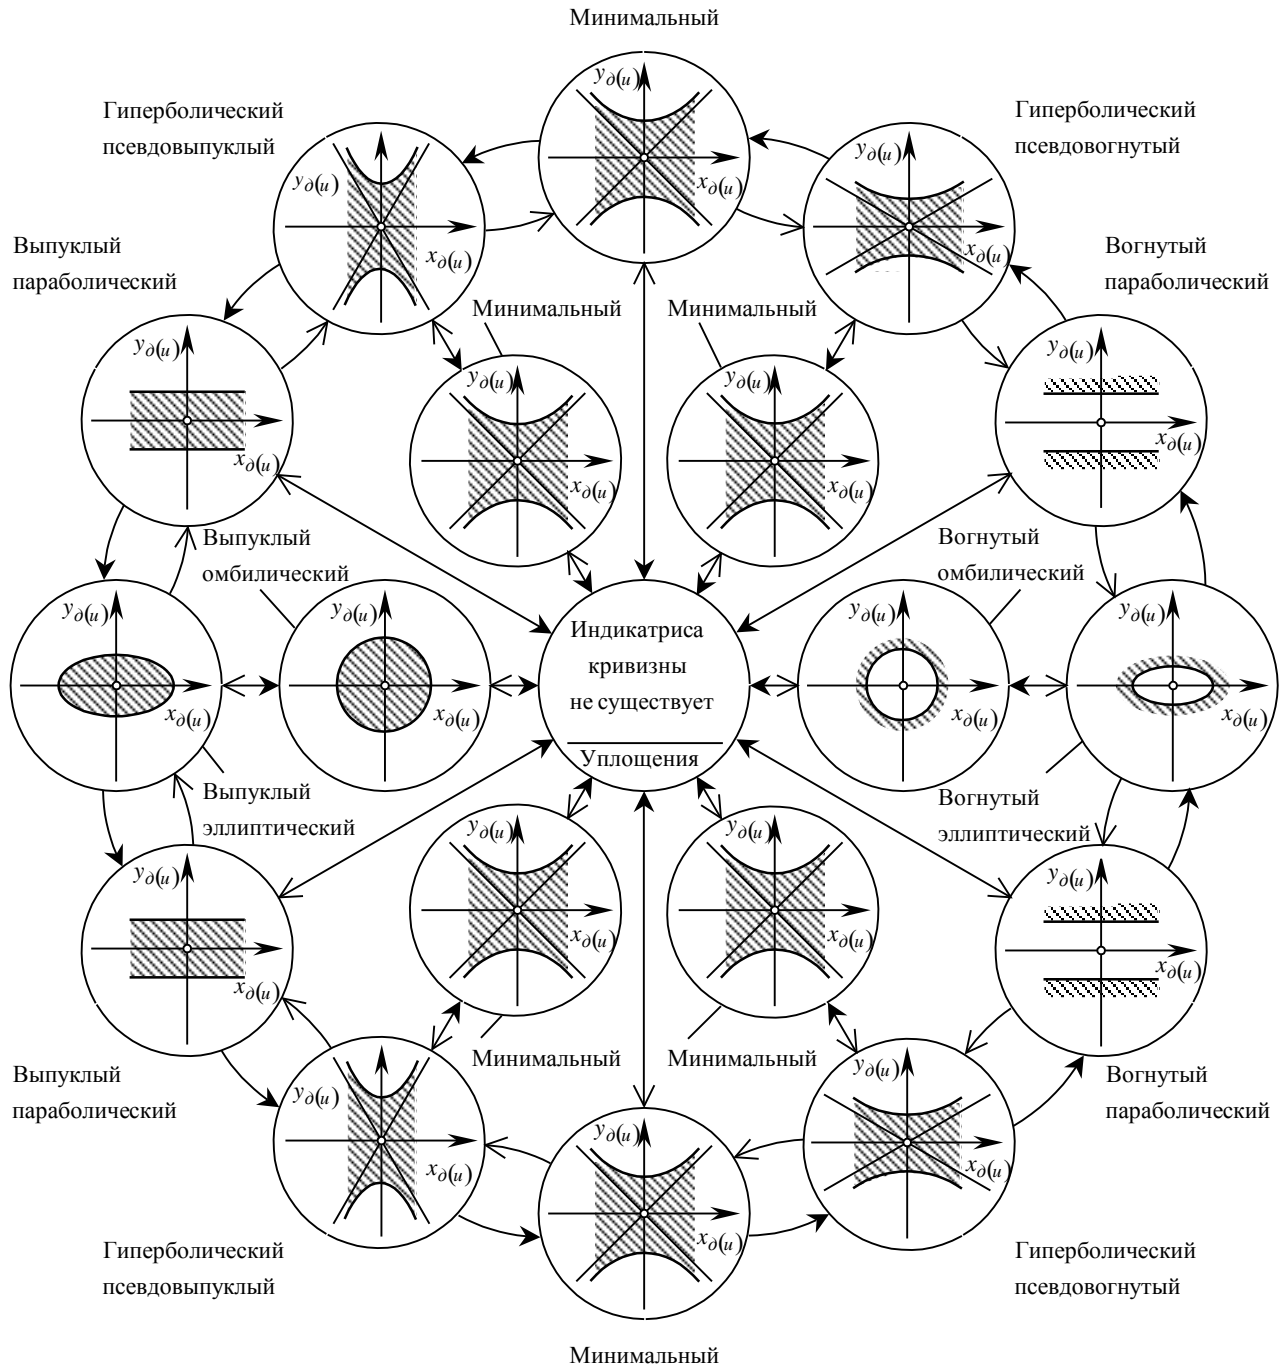 Минимальный
y∂(и)
x∂(и)
Гиперболический
псевдовыпуклый
y∂(и)
x∂(и)
Гиперболический
псевдовогнутый
y∂(и)
x∂(и)
Выпуклый
параболический
y∂(и)
x∂(и)
Минимальный
y∂(и)
x∂(и)
Минимальный
y∂(и)
x∂(и)
Вогнутый
параболический
y∂(и)
x∂(и)
Выпуклый
омбилический
y∂(и)
x∂(и)
Вогнутый
омбилический
y∂(и)
x∂(и)
y∂(и)
x∂(и)
Индикатриса
кривизны
не существует
Уплощения
y∂(и)
x∂(и)
Выпуклый
эллиптический
Вогнутый
эллиптический
y∂(и)
x∂(и)
y∂(и)
x∂(и)
y∂(и)
x∂(и)
y∂(и)
x∂(и)
Минимальный
Минимальный
Выпуклый
параболический
Вогнутый
параболический
y∂(и)
x∂(и)
y∂(и)
x∂(и)
y∂(и)
x∂(и)
Гиперболический
псевдовыпуклый
Гиперболический
псевдовогнутый
Минимальный